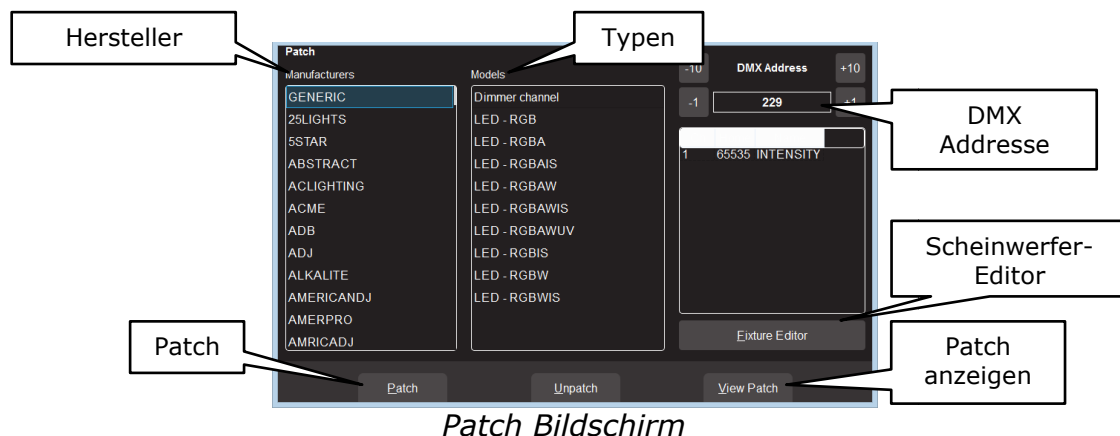 Hersteller
Typen
Patch
Manufacturers
Models
-10
DMX Address
+10
-1
229
+1
DMX
Addresse
GENERIC
25LIGHTS
5STAR
ABSTRACT
ACLIGHTING
ACME
ADB
ADJ
ALKALITE
AMERICANDJ
AMERPRO
AMRICADJ
Dimmer channel
LED - RGB
LED - RGBA
LED - RGBAIS
LED - RGBAW
LED - RGBAWIS
LED - RGBAWUV
LED - RGBIS
LED - RGBW
LED - RGBWIS
1 65535 INTENSITY
Scheinwerfer-
Editor
Fixture Editor
Patch
Patch
anzeigen
Patch
Unpatch
View Patch
Patch Bildschirm